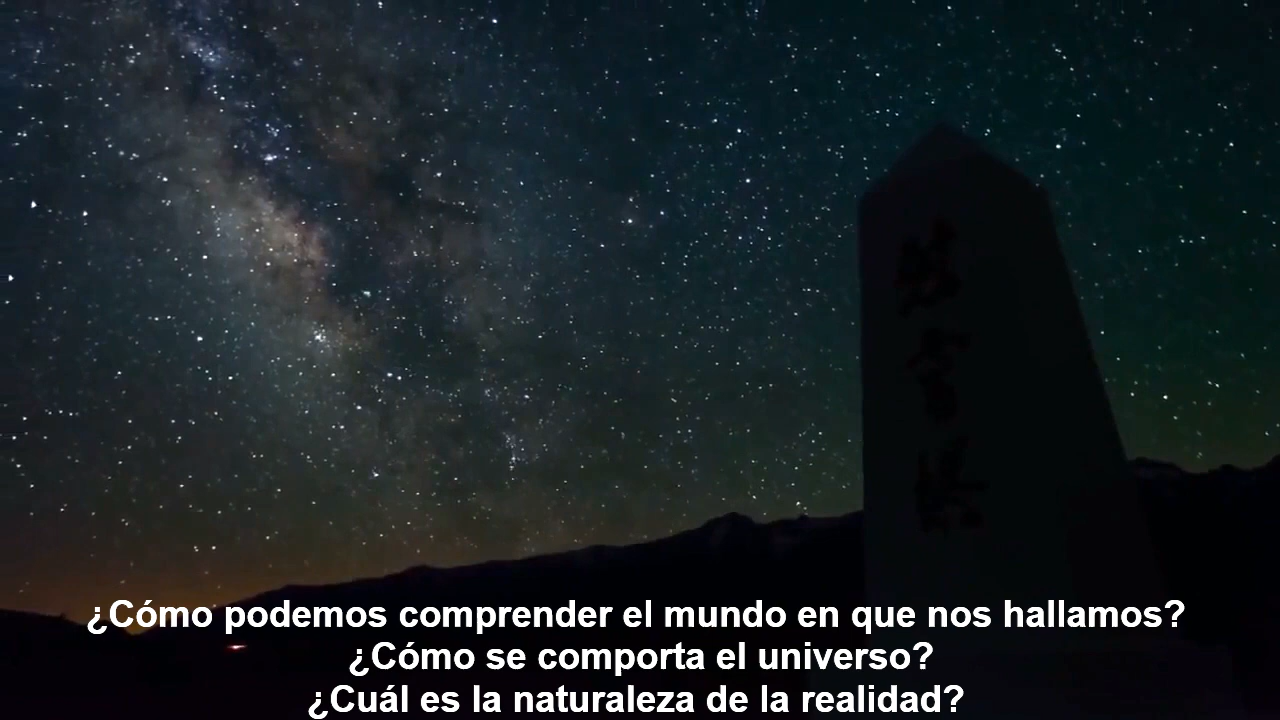 ¿Cómo podemos comprender el mundo en que nos hallamos?
¿Cómo se comporta el universo?
¿Cuál es la naturaleza de la realidad?